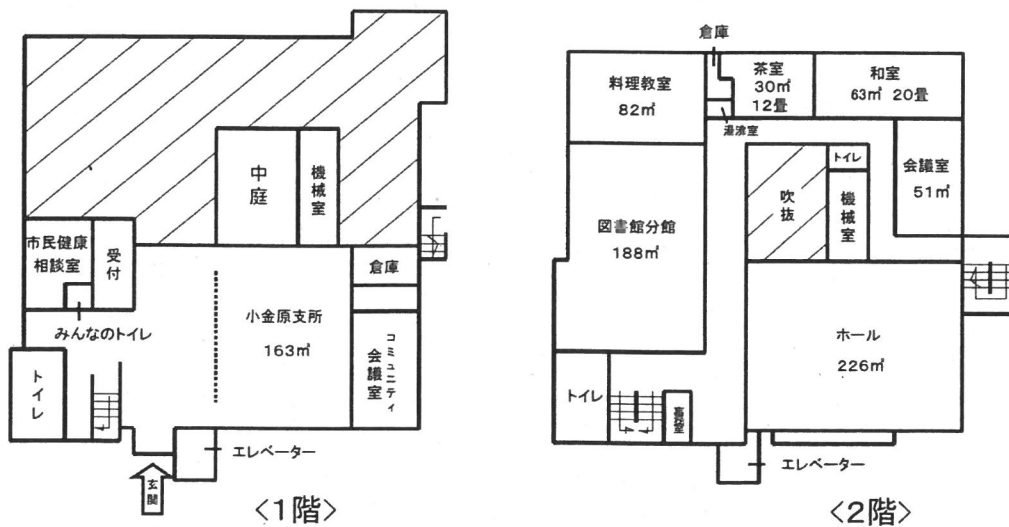 中庭
機械室
市民健康
相談室
受付
倉庫
みんなのトイレ
小金原支所
163㎡
コミュニティ
会議室
トイレ
エレベーター
玄関
〈1階〉
倉庫
料理教室
82㎡
茶室
30㎡
12畳
和室
63㎡ 20畳
湯沸室
トイレ
会議室
51㎡
吹抜
機械室
図書館分館
188㎡
ホール
226㎡
トイレ
エレベーター
〈2階〉